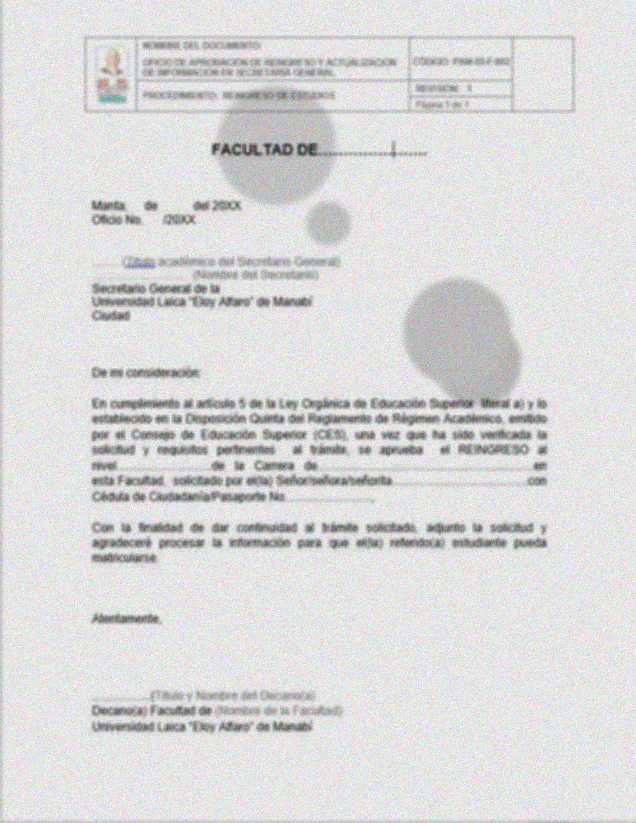 NOMBRE DEL DOCUMENTO:
OFICIO DE APROBACIÓN DE REINGRESO Y ACTUALIZACIÓN
DE INFORMACIÓN EN SECRETARÍA GENERAL
CÓDIGO:
PROCEDIMIENTO: REINGRESO DE ESTUDIOS
REVISIÓN: 1
Página 1 de 1
FACULTAD DE..........................
Manta, de del 20XX
Oficio No. /20XX
.........(Título académico del Secretario General)
............................ (Nombre del Secretario)
Secretario General de la
Universidad Laica "Eloy Alfaro" de Manabí
Ciudad
De mi consideración:
En cumplimiento al artículo 5 de la Ley Orgánica de Educación Superior literal a) y lo
establecido en la Disposición Quinta del Reglamento de Régimen Académico, emitido
por el Consejo de Educación Superior (CES), una vez que ha sido verificada la
solicitud y requisitos pertinentes al trámite, se aprueba el REINGRESO al
nivel............................de la Carrera de.................................................................en
esta Facultad, solicitado por el(la) Señor/señora/señorita.........................................con
Cédula de Ciudadanía/Pasaporte No...........................
Con la finalidad de dar continuidad al trámite solicitado, adjunto la solicitud y
agradeceré procesar la información para que el(la) referido(a) estudiante pueda
matricularse.
Atentamente,
.................(Título y Nombre del Decano(a)
Decano(a) Facultad de (Nombre de la Facultad)
Universidad Laica "Eloy Alfaro" de Manabí